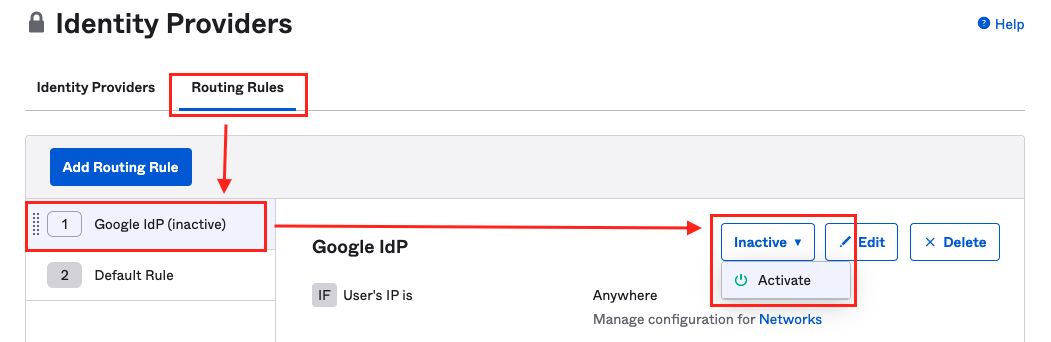 Identity Providers
Help
Identity Providers
Routing Rules
Add Routing Rule
1
Google IdP (inactive)
2
Default Rule
Google IdP
Inactive
Edit
Delete
Activate
IF
User's IP is
Anywhere
Manage configuration for Networks